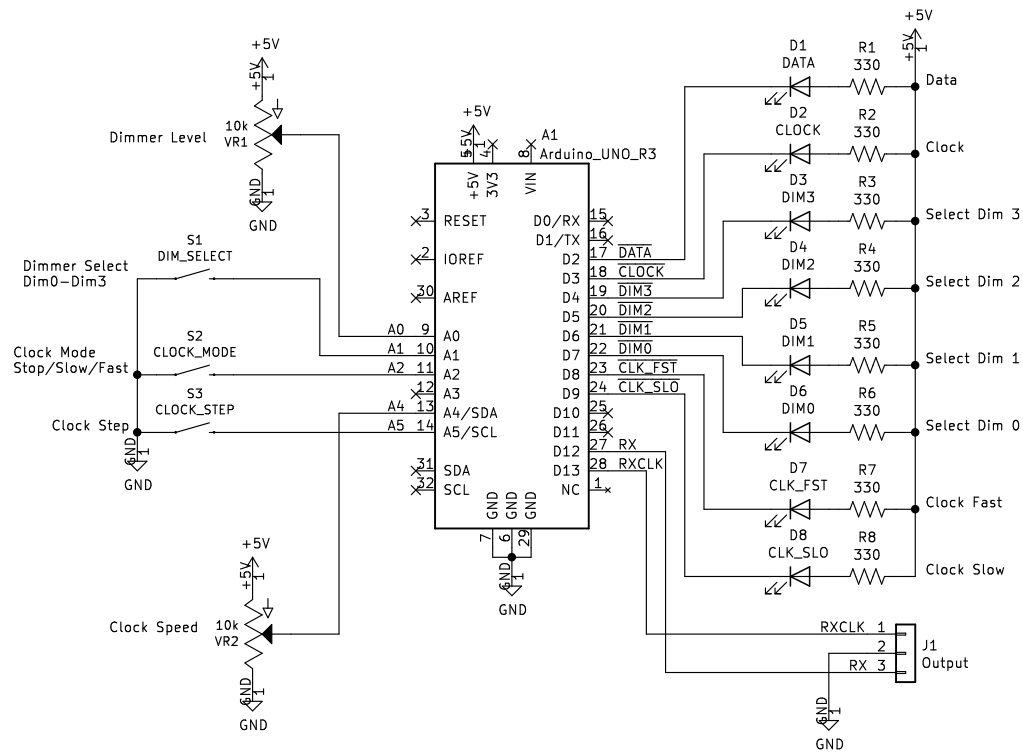 +5V
+5V
1
10k
VR1
Dimmer Level
GND
1
GND
Dimmer Select
Dim0-Dim3
S1
DIM_SELECT
Clock Mode
Stop/Slow/Fast
S2
CLOCK_MODE
Clock Step
S3
CLOCK_STEP
GND
1
GND
+5V
+5V
1
10k
VR2
Clock Speed
GND
1
GND
A0
A1
A2
A4
A5
+5V
+5V
1
5
4
8
A1
Arduino_UNO_R3
+5V
3V3
VIN
3 RESET
2 IOREF
30 AREF
9 A0
10 A1
11 A2
12 A3
13 A4/SDA
14 A5/SCL
31 SDA
32 SCL
D0/RX 15
D1/TX 16
D2 17 DATA
D3 18 CLOCK
D4 19 DIM3
D5 20 DIM2
D6 21 DIM1
D7 22 DIM0
D8 23 CLK_FST
D9 24 CLK_SLO
D10 25
D11 26
D12 27 RX
D13 28 RXCLK
NC 1
GND
GND
GND
7
6
29
GND
1
GND
+5V
+5V
1
D1
DATA
R1
330
Data
D2
CLOCK
R2
330
Clock
D3
DIM3
R3
330
Select Dim 3
D4
DIM2
R4
330
Select Dim 2
D5
DIM1
R5
330
Select Dim 1
D6
DIM0
R6
330
Select Dim 0
D7
CLK_FST
R7
330
Clock Fast
D8
CLK_SLO
R8
330
Clock Slow
RXCLK 1
2
RX 3
J1
Output
GND
1
GND